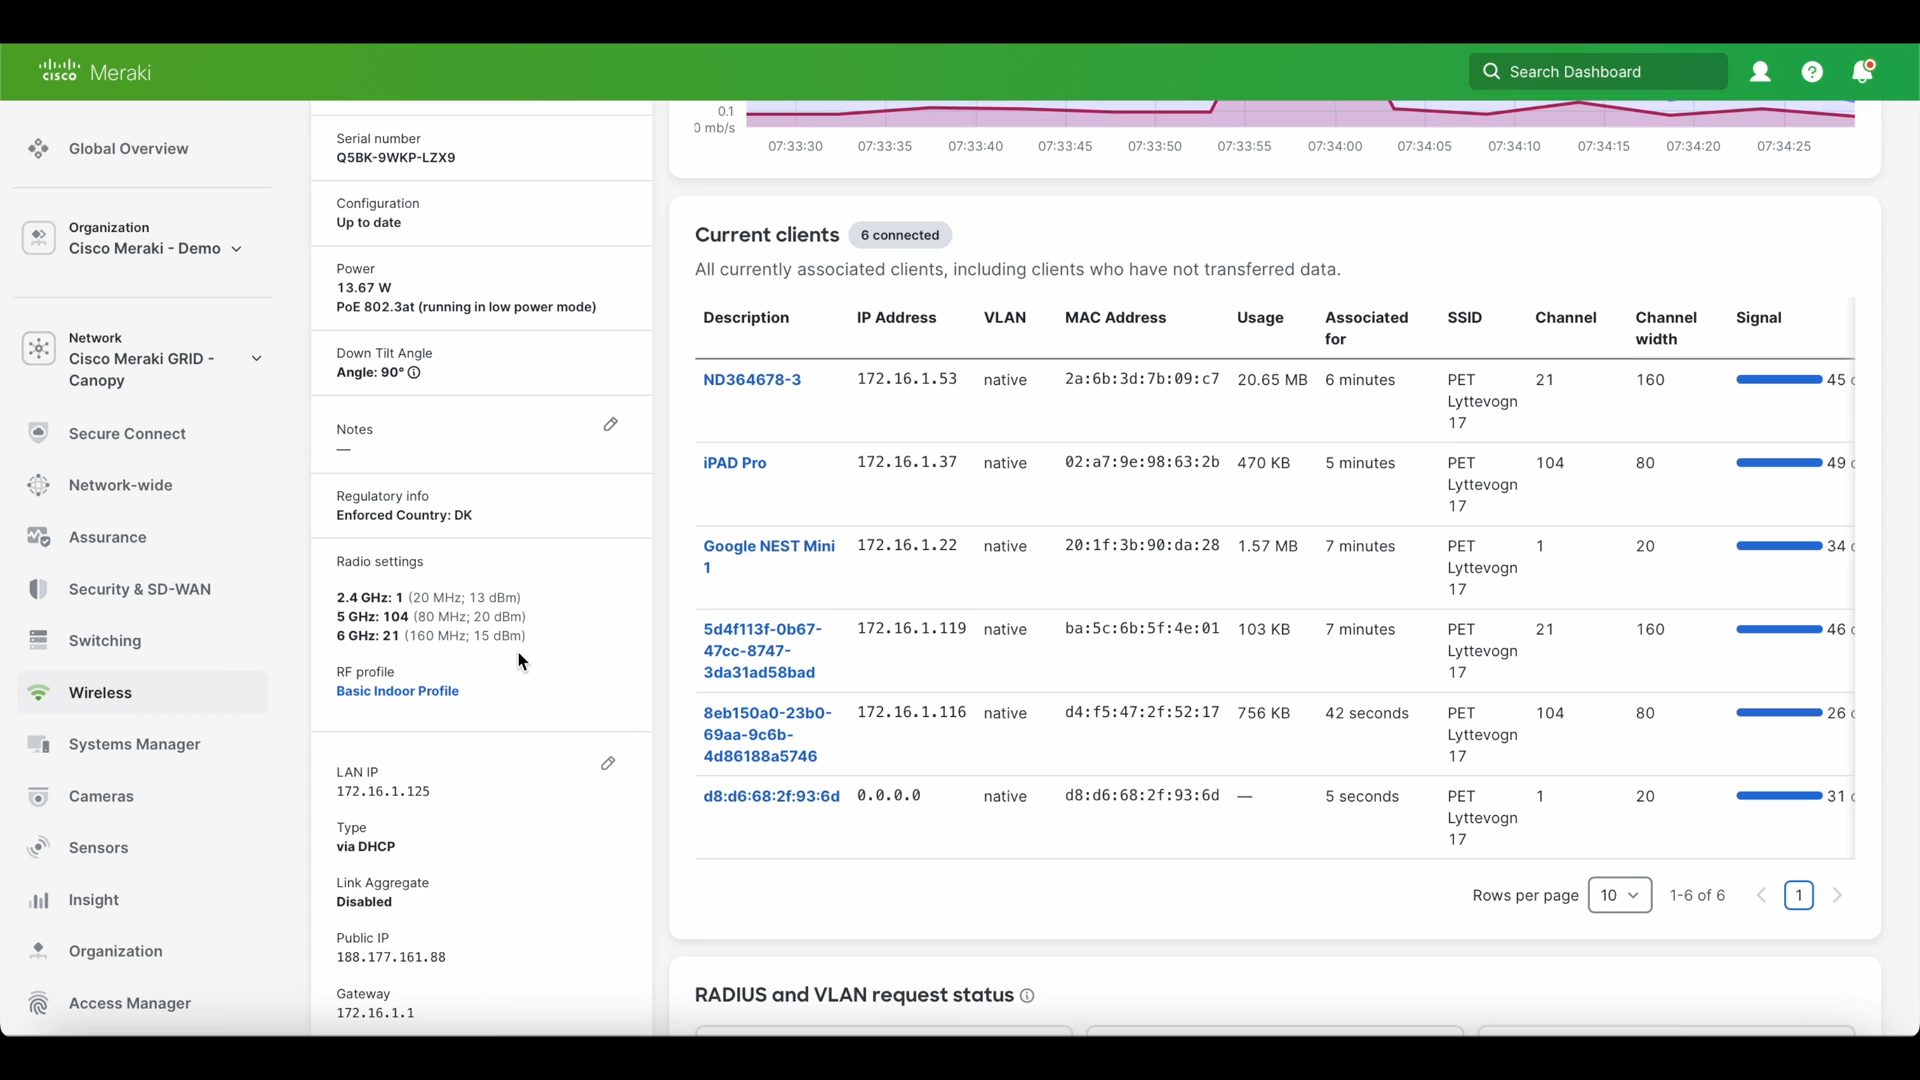 cisco Meraki
Search Dashboard
Global Overview
Organization
Cisco Meraki - Demo
Network
Cisco Meraki GRID -
Canopy
Secure Connect
Network-wide
Assurance
Security & SD-WAN
Switching
Wireless
Systems Manager
Cameras
Sensors
Insight
Organization
Access Manager
Serial number
Q5BK-9WKP-LZX9
Configuration
Up to date
Power
13.67 W
PoE 802.3at (running in low power mode)
Down Tilt Angle
Angle: 90°
Notes
—
Regulatory info
Enforced Country: DK
Radio settings
2.4 GHz: 1 (20 MHz; 13 dBm)
5 GHz: 104 (80 MHz; 20 dBm)
6 GHz: 21 (160 MHz; 15 dBm)
RF profile
Basic Indoor Profile
LAN IP
172.16.1.125
Type
via DHCP
Link Aggregate
Disabled
Public IP
188.177.161.88
Gateway
172.16.1.1
0.1
0 mb/s
07:33:30 07:33:35 07:33:40 07:33:45 07:33:50 07:33:55 07:34:00 07:34:05 07:34:10 07:34:15 07:34:20 07:34:25
Current clients 6 connected
All currently associated clients, including clients who have not transferred data.
Description IP Address VLAN MAC Address Usage Associated SSID Channel Channel Signal
for width
ND364678-3 172.16.1.53 native 2a:6b:3d:7b:09:c7 20.65 MB 6 minutes PET 21 160 45
Lyttevogn
17
iPAD Pro 172.16.1.37 native 02:a7:9e:98:63:2b 470 KB 5 minutes PET 104 80 49
Lyttevogn
17
Google NEST Mini 172.16.1.22 native 20:1f:3b:90:da:28 1.57 MB 7 minutes PET 1 20 34
1 Lyttevogn
17
5d4f113f-0b67- 172.16.1.119 native ba:5c:6b:5f:4e:01 103 KB 7 minutes PET 21 160 46
47cc-8747- Lyttevogn
3da31ad58bad 17
8eb150a0-23b0- 172.16.1.116 native d4:f5:47:2f:52:17 756 KB 42 seconds PET 104 80 26
69aa-9c6b- Lyttevogn
4d86188a5746 17
d8:d6:68:2f:93:6d 0.0.0.0 native d8:d6:68:2f:93:6d — 5 seconds PET 1 20 31
Lyttevogn
17
Rows per page 10 1-6 of 6 1
RADIUS and VLAN request status